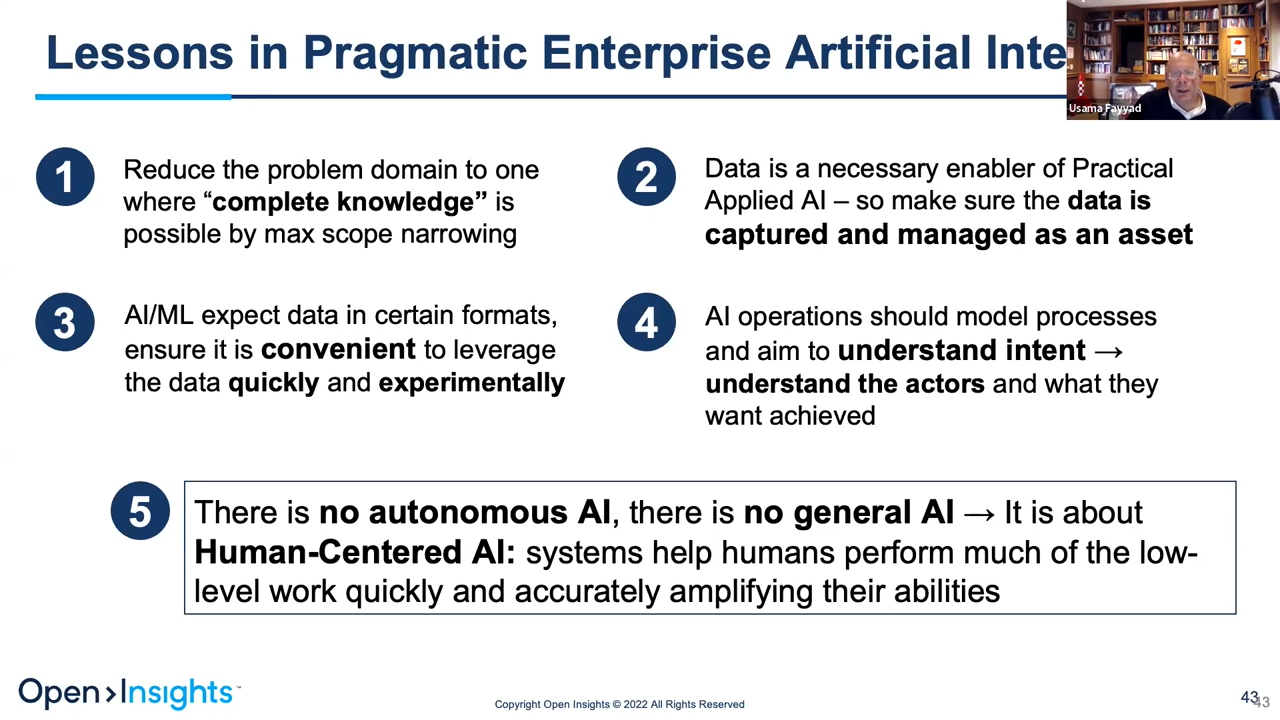 Lessons in Pragmatic Enterprise Artificial Inte
Usama Fayyad
1
Reduce the problem domain to one
where “complete knowledge” is
possible by max scope narrowing
2
Data is a necessary enabler of Practical
Applied AI – so make sure the data is
captured and managed as an asset
3
AI/ML expect data in certain formats,
ensure it is convenient to leverage
the data quickly and experimentally
4
AI operations should model processes
and aim to understand intent →
understand the actors and what they
want achieved
5
There is no autonomous AI, there is no general AI → It is about
Human-Centered AI: systems help humans perform much of the low-
level work quickly and accurately amplifying their abilities
Open Insights™
Copyright Open Insights © 2022 All Rights Reserved
43
43